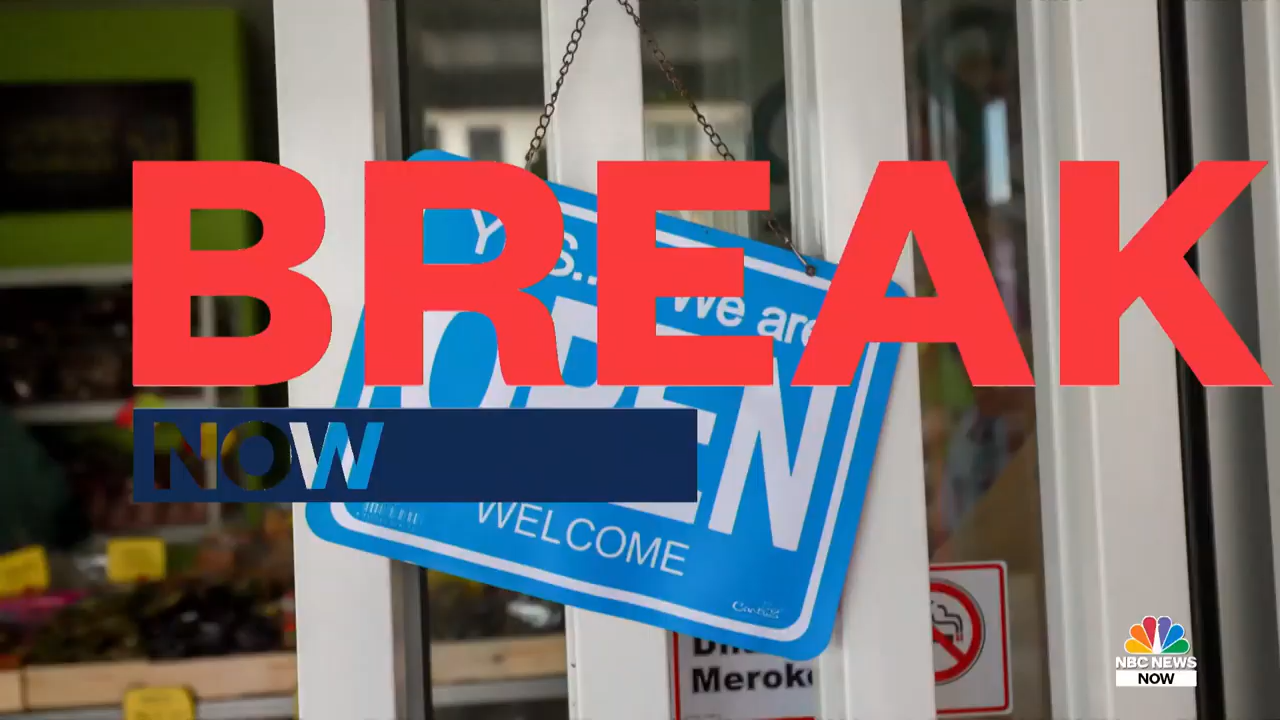 BREAK
NOW
We are
OPEN
WELCOME
Merok
NBC NEWS
NOW